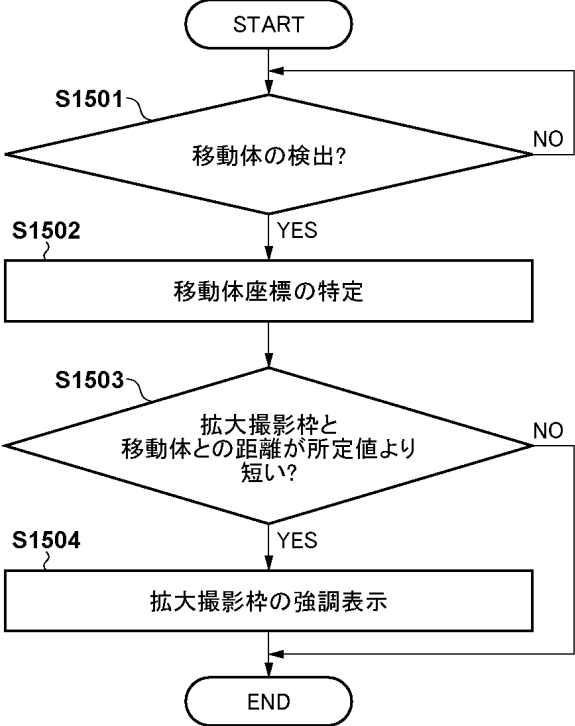 START
S1501
移動体の検出?
NO
YES
S1502
移動体座標の特定
S1503
拡大撮影枠と
移動体との距離が所定値より
短い?
NO
YES
S1504
拡大撮影枠の強調表示
END